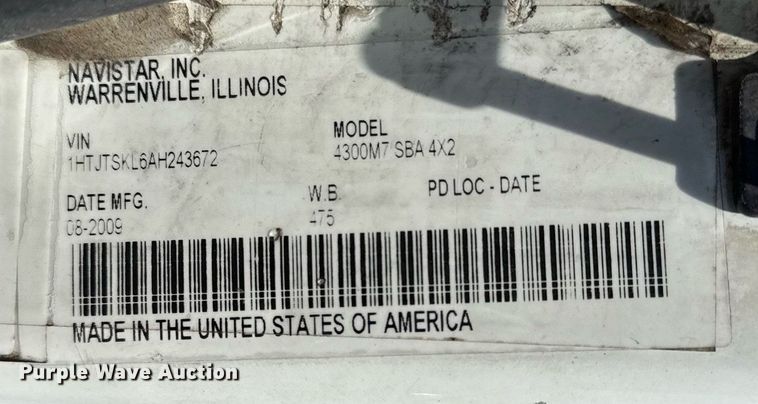 NAVISTAR, INC.
WARRENVILLE, ILLINOIS
VIN MODEL
1HTJTSKL6AH243672 4300M7 SBA 4X2
DATE MFG. W.B. PD LOC - DATE
08-2009 475
MADE IN THE UNITED STATES OF AMERICA
Purple Wave Auction